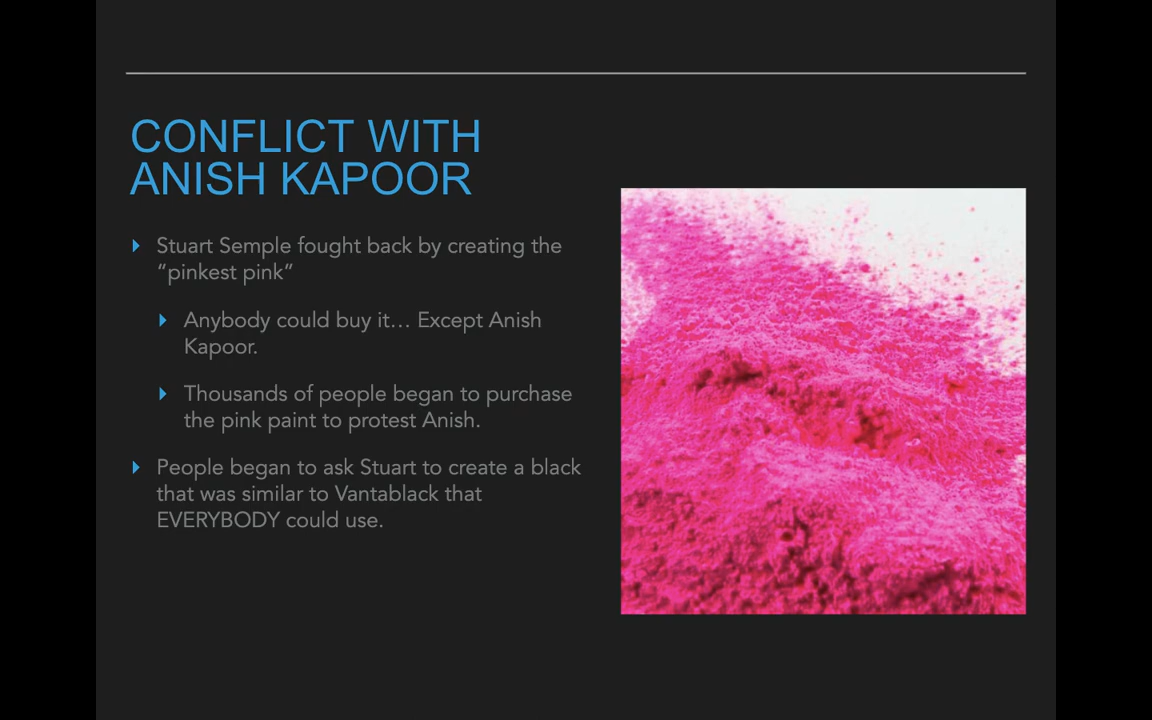 CONFLICT WITH
ANISH KAPOOR
Stuart Semple fought back by creating the
“pinkest pink”
Anybody could buy it… Except Anish
Kapoor.
Thousands of people began to purchase
the pink paint to protest Anish.
People began to ask Stuart to create a black
that was similar to Vantablack that
EVERYBODY could use.